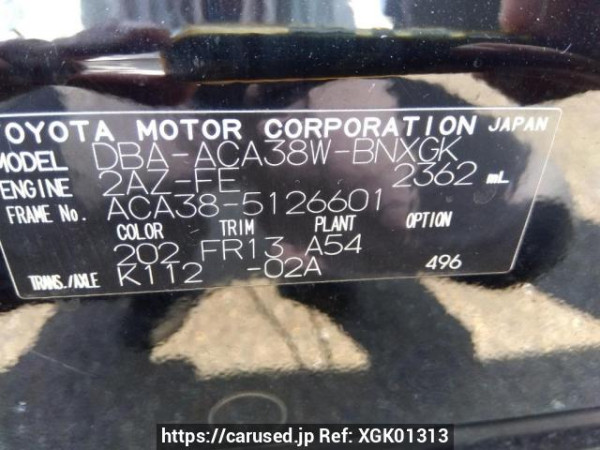 TOYOTA MOTOR CORPORATION JAPAN
MODEL DBA-ACA38W-BNXGK
ENGINE 2AZ-FE 2362 mL
FRAME No. ACA38-5126601
COLOR TRIM PLANT OPTION
202 FR13 A54
TRANS./AXLE K112 -02A 496
https://carused.jp Ref: XGK01313